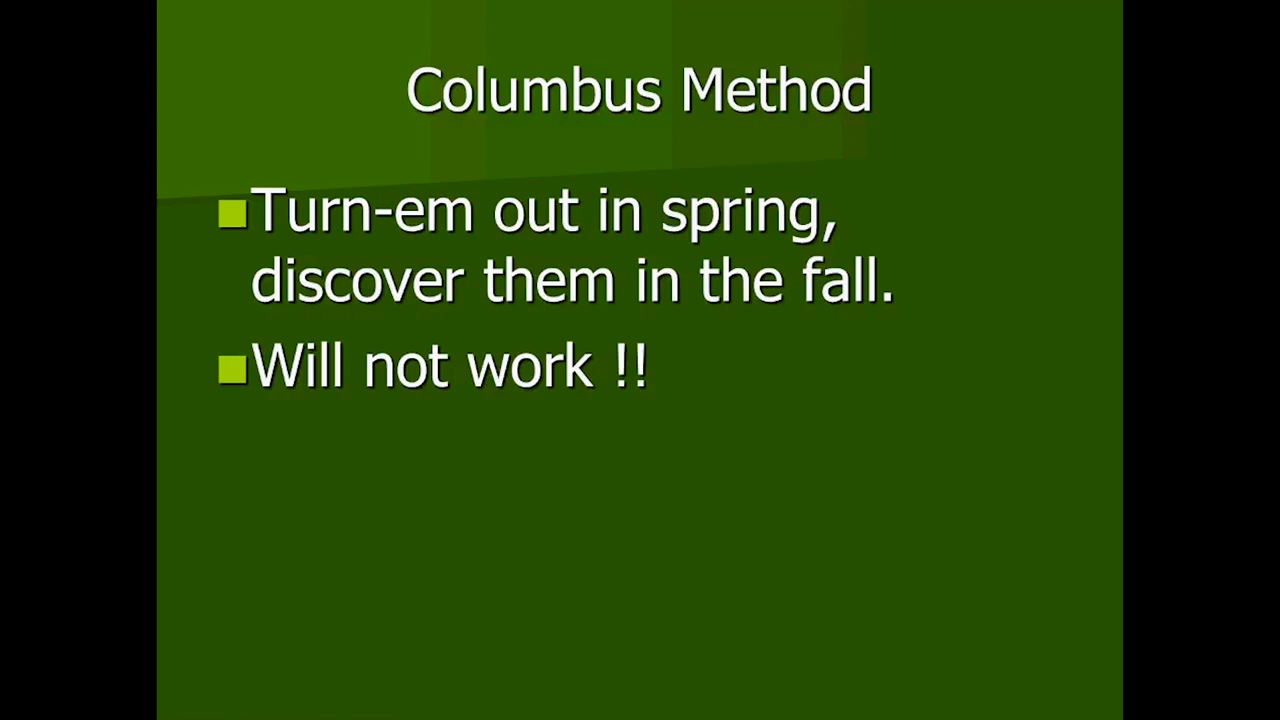 Columbus Method
Turn-em out in spring,
discover them in the fall.
Will not work !!